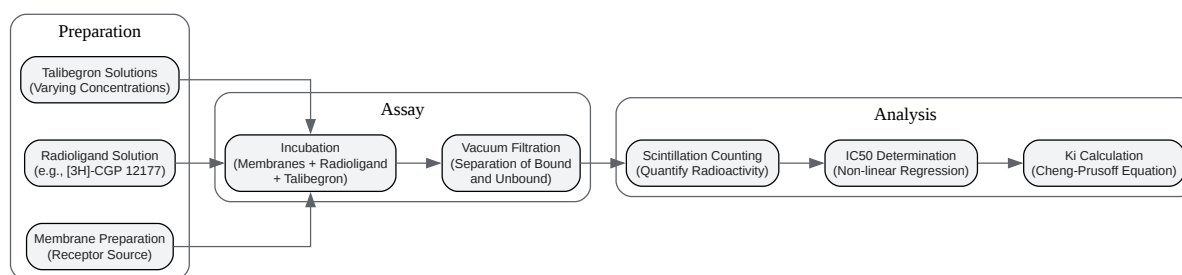 Preparation
Talibegron Solutions
(Varying Concentrations)
Radioligand Solution
(e.g., [3H]-CGP 12177)
Membrane Preparation
(Receptor Source)
Assay
Incubation
(Membranes + Radioligand
+ Talibegron)
Vacuum Filtration
(Separation of Bound
and Unbound)
Analysis
Scintillation Counting
(Quantify Radioactivity)
IC50 Determination
(Non-linear Regression)
Ki Calculation
(Cheng-Prusoff Equation)